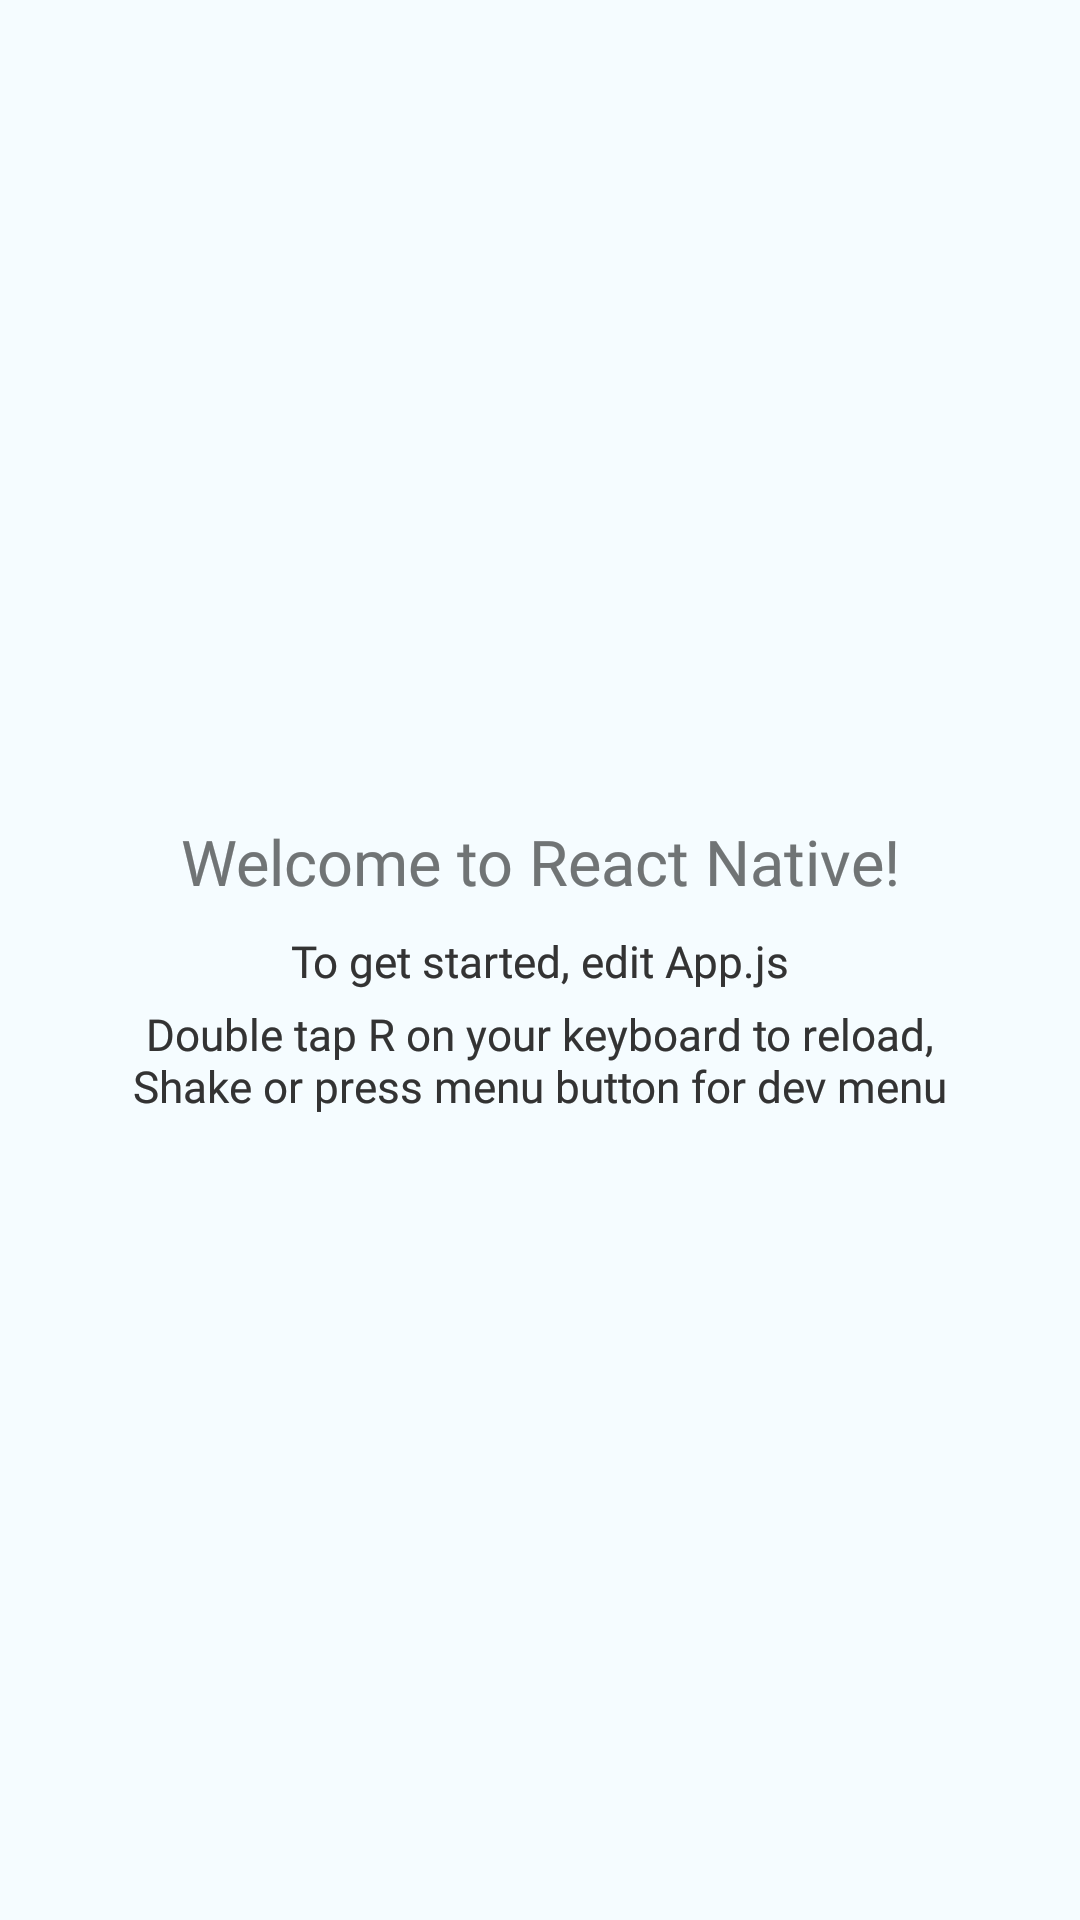 Welcome to React Native!
To get started, edit App.js
Double tap R on your keyboard to reload,
Shake or press menu button for dev menu